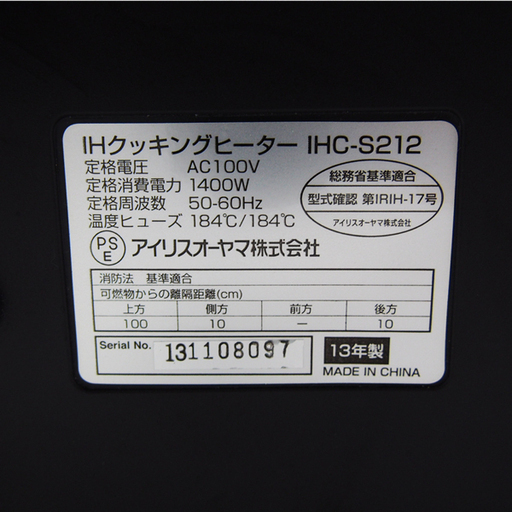 IHクッキングヒーター IHC-S212
定格電圧 AC100V
定格消費電力 1400W
定格周波数 50-60Hz
温度ヒューズ 184℃/184℃
総務省基準適合
型式確認 第IRIH-17号
アイリスオーヤマ株式会社
PS
E
アイリスオーヤマ株式会社
消防法 基準適合
可燃物からの離隔距離(cm)
上方 側方 前方 後方
100 10 — 10
Serial No. 131108097 13年製
MADE IN CHINA